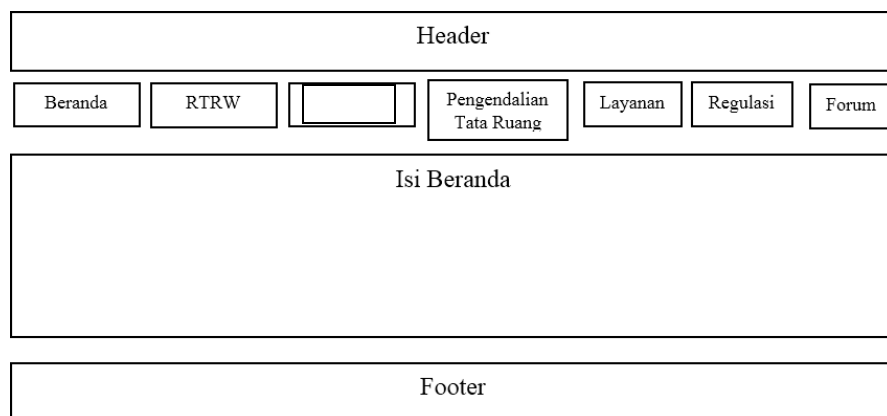 Header
Beranda
RTRW
Pengendalian
Tata Ruang
Layanan
Regulasi
Forum
Isi Beranda
Footer